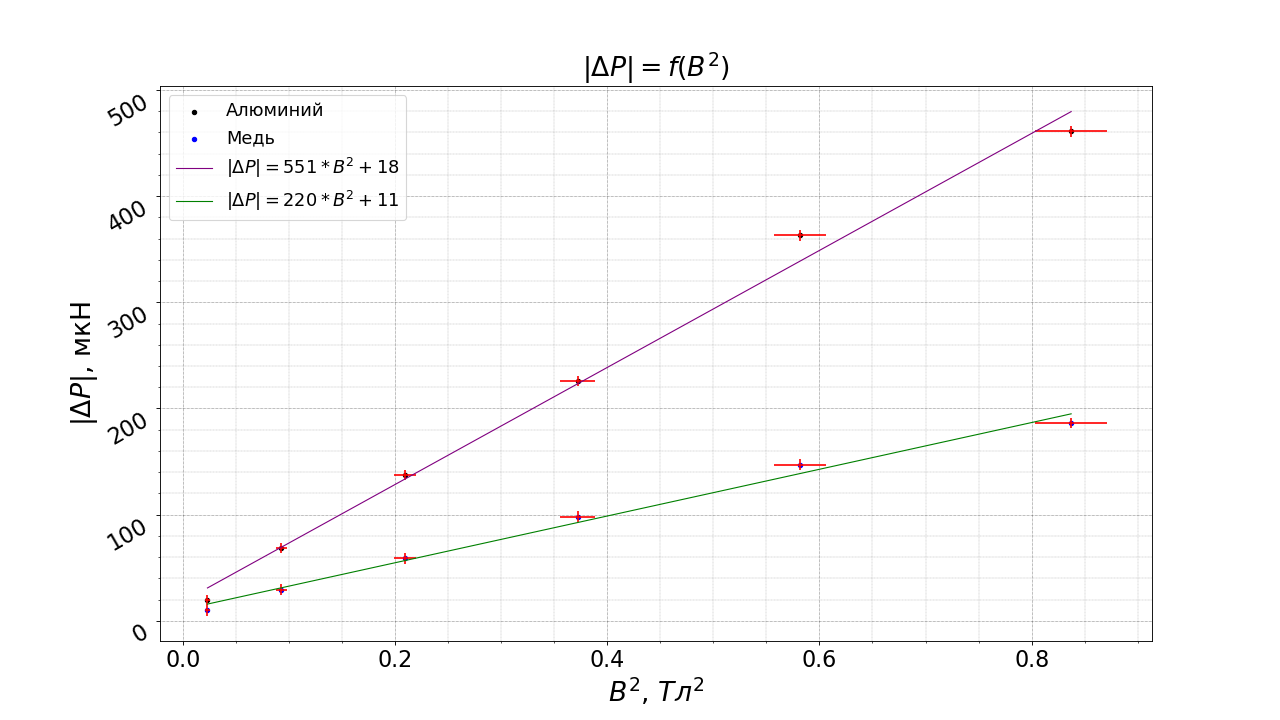 |ΔP| = f(B²)
Алюминий
Медь
|ΔP| = 551 * B² + 18
|ΔP| = 220 * B² + 11
500
400
300
200
100
0
|ΔP|, мкН
0.0 0.2 0.4 0.6 0.8
B², Тл²